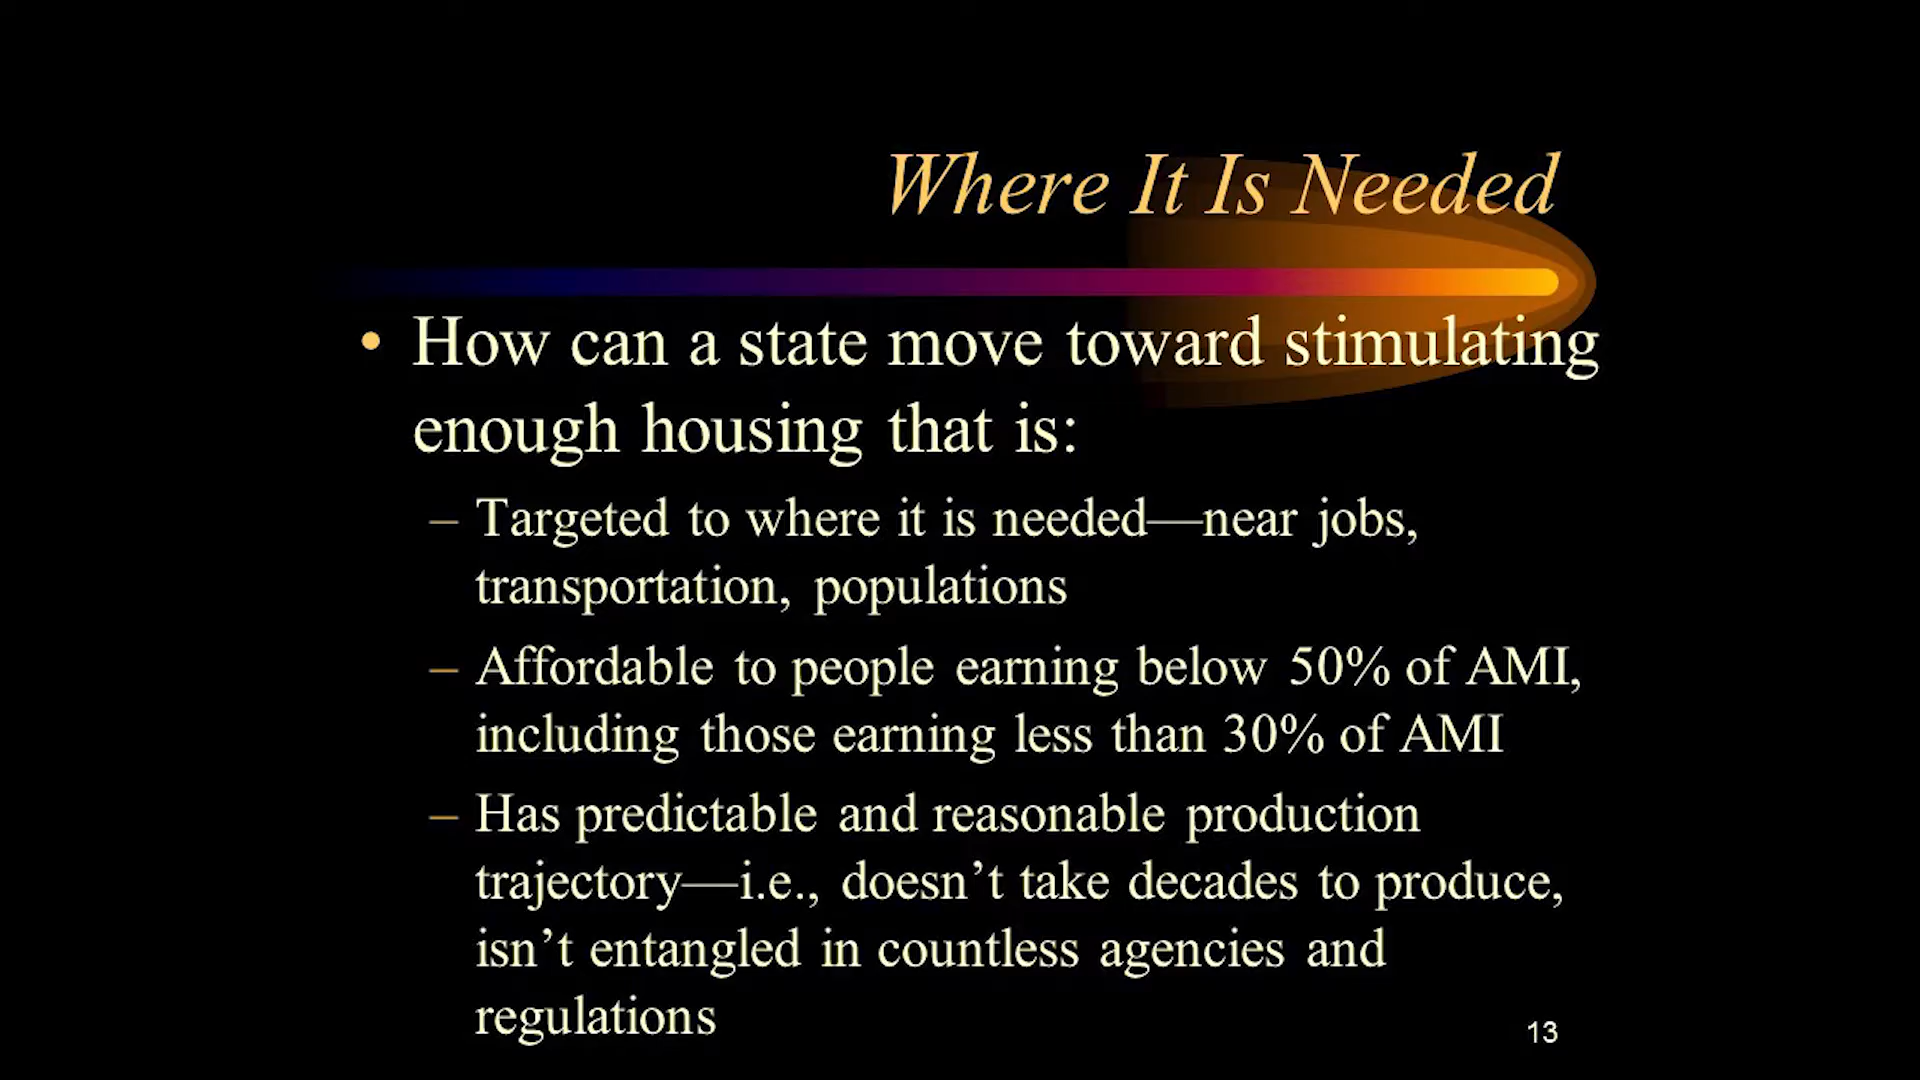 Where It Is Needed
• How can a state move toward stimulating
enough housing that is:
– Targeted to where it is needed—near jobs,
transportation, populations
– Affordable to people earning below 50% of AMI,
including those earning less than 30% of AMI
– Has predictable and reasonable production
trajectory—i.e., doesn’t take decades to produce,
isn’t entangled in countless agencies and
regulations
13